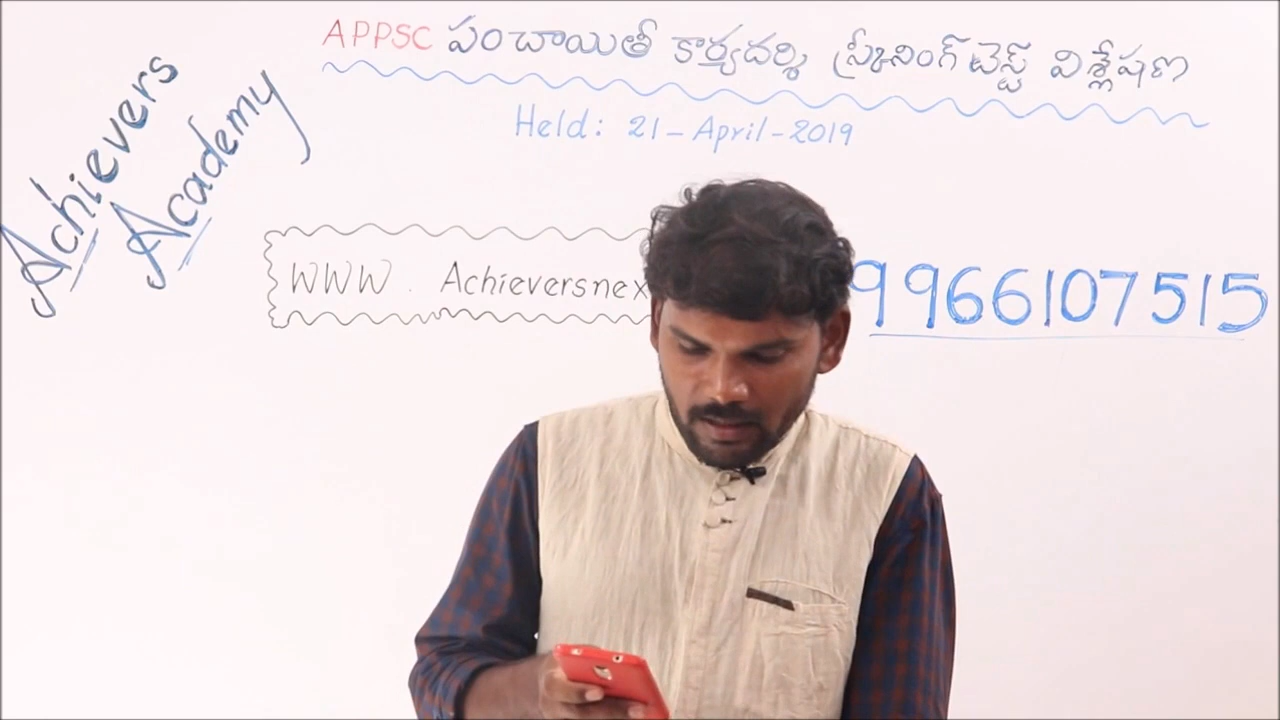 APPSC పంచాయితీ కార్యదర్శి స్క్రీనింగ్ టెస్ట్ విశ్లేషణ
Held: 21-April-2019
Achievers
Academy
WWW. Achieversnex
9966107515